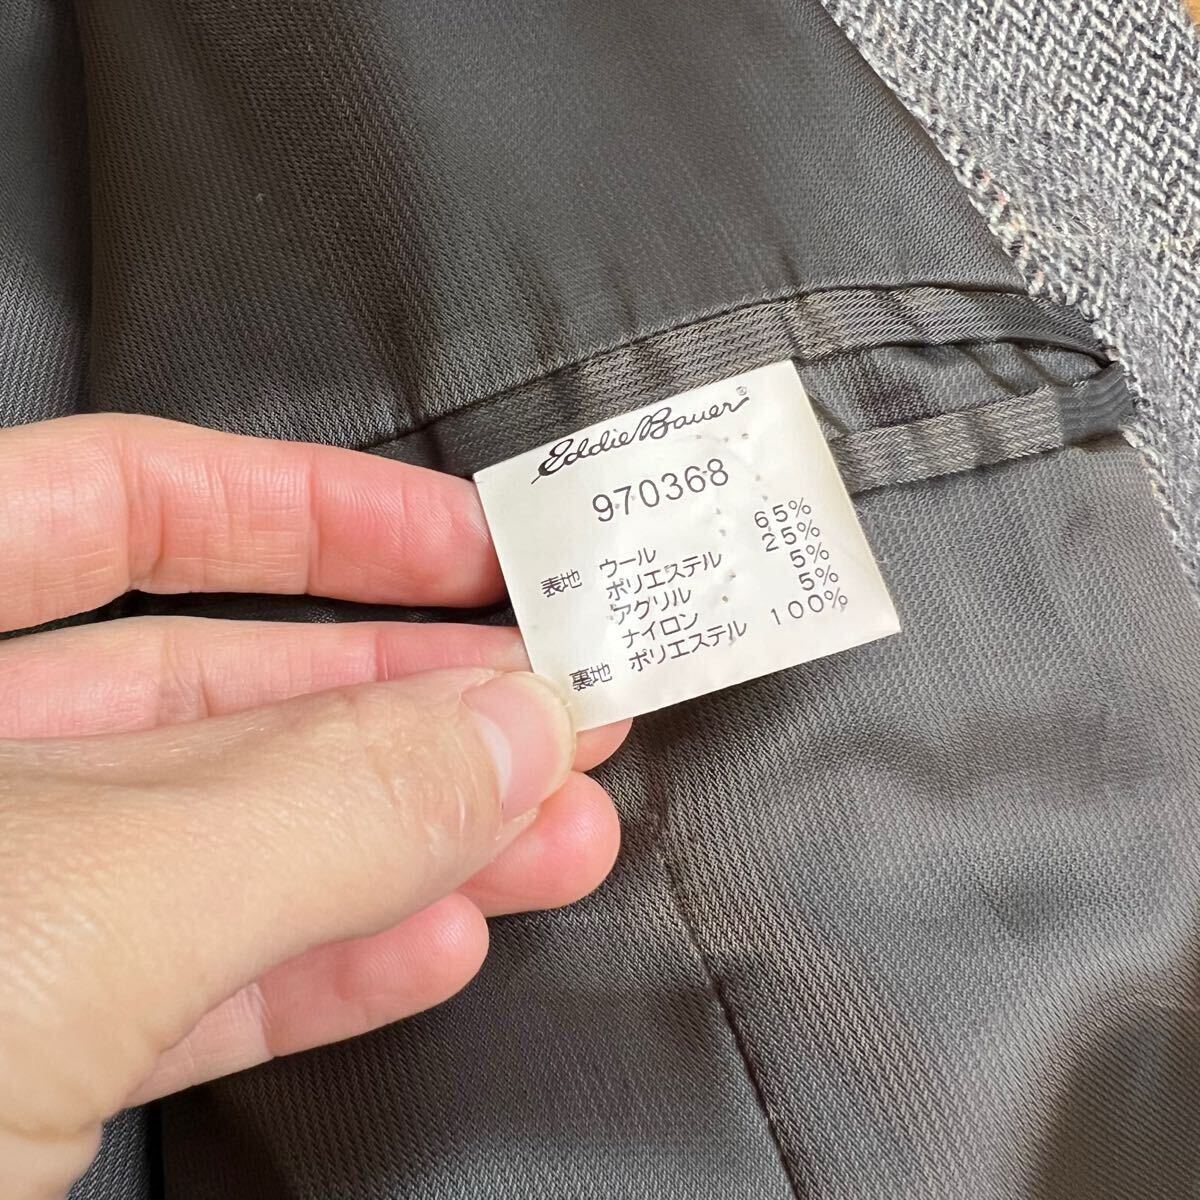 Eddie Bauer®
970368
表地 ウール 65%
ポリエステル 25%
アクリル 5%
ナイロン 5%
裏地 ポリエステル 100%